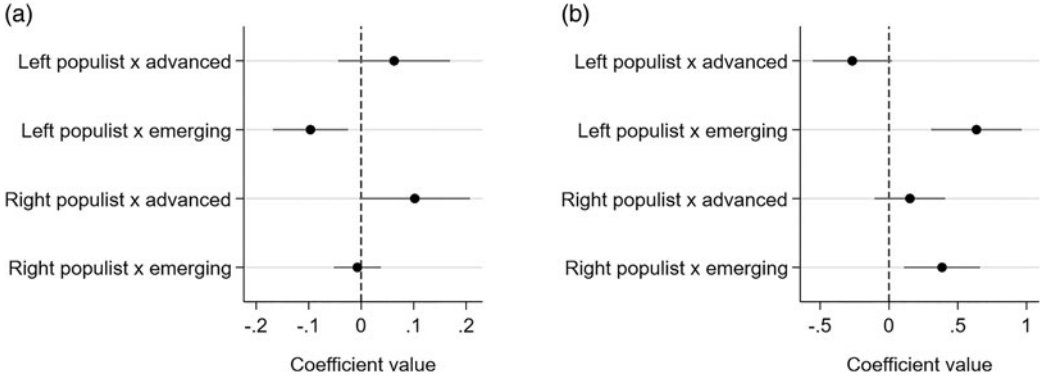 (a)
Left populist x advanced
Left populist x emerging
Right populist x advanced
Right populist x emerging
-.2 -.1 0 .1 .2
Coefficient value
(b)
Left populist x advanced
Left populist x emerging
Right populist x advanced
Right populist x emerging
-.5 0 .5 1
Coefficient value